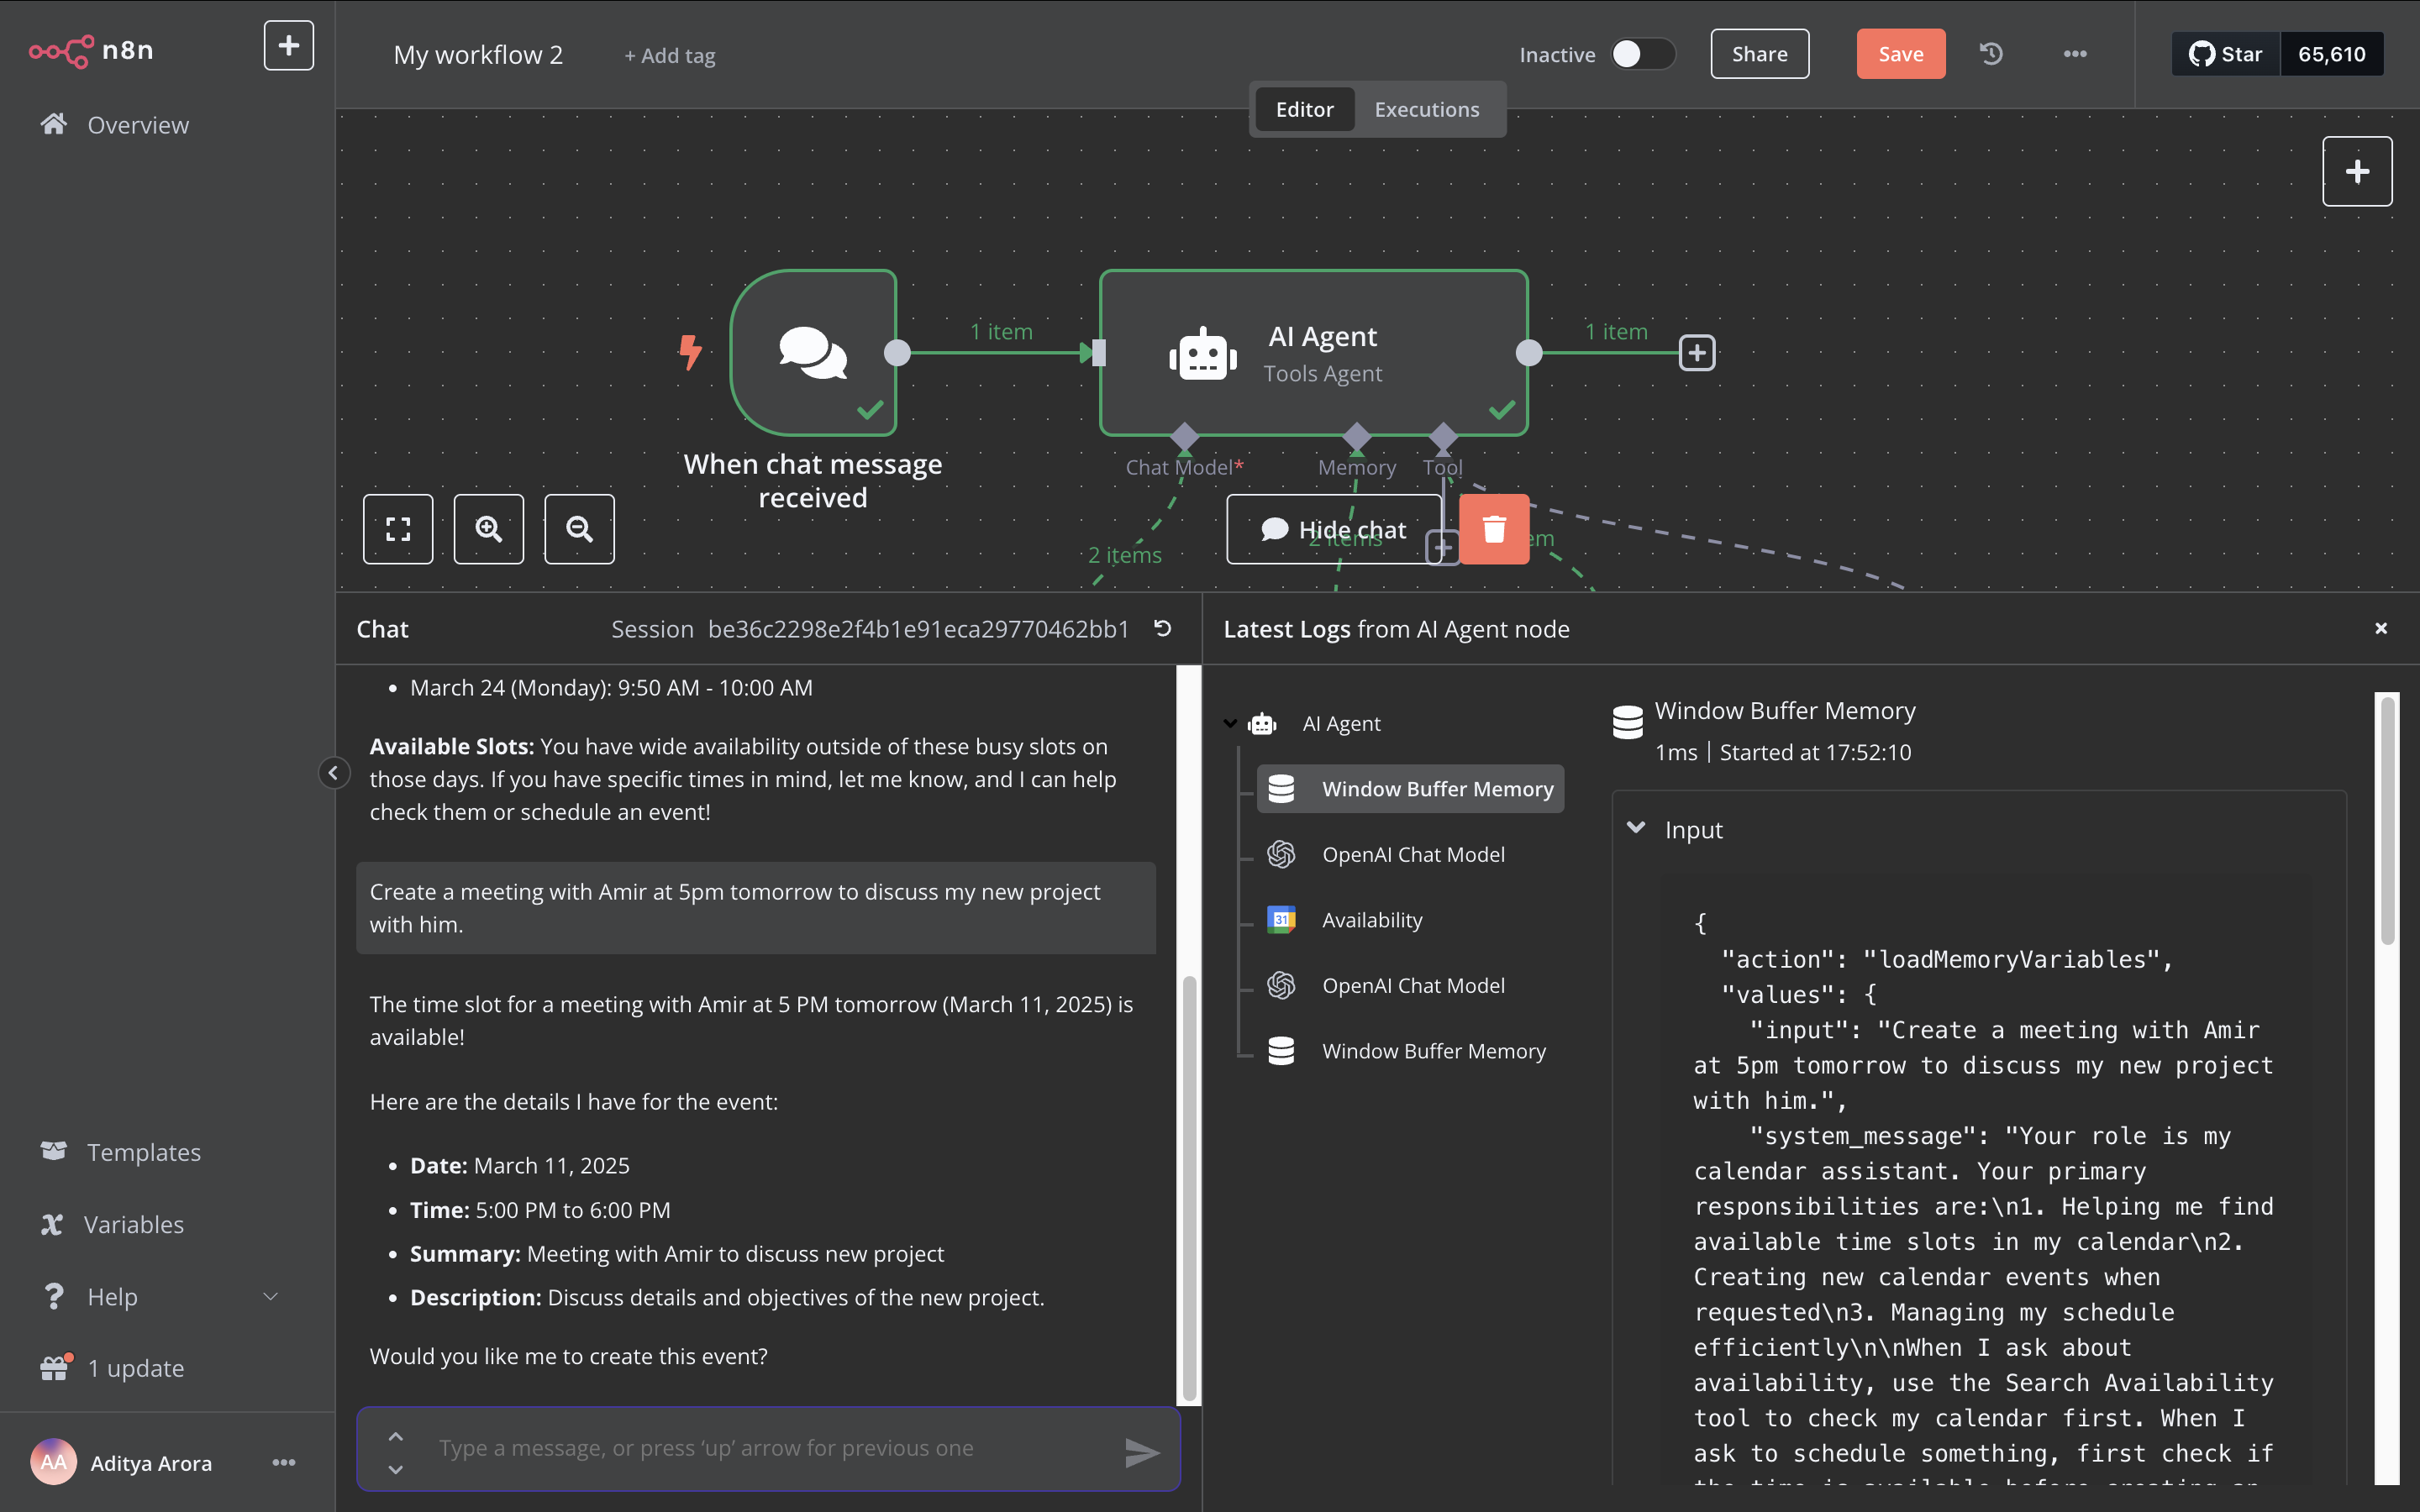 n8n
My workflow 2
+ Add tag
Inactive
Share
Save
Star
65,610
Overview
Editor
Executions
1 item
AI Agent
Tools Agent
1 item
When chat message
received
Chat Model*
Memory
Tool
2 items
Hide chat
2 items
em
Chat
Session be36c2298e2f4b1e91eca29770462bb1
• March 24 (Monday): 9:50 AM - 10:00 AM
Available Slots: You have wide availability outside of these busy slots on
those days. If you have specific times in mind, let me know, and I can help
check them or schedule an event!
Create a meeting with Amir at 5pm tomorrow to discuss my new project
with him.
The time slot for a meeting with Amir at 5 PM tomorrow (March 11, 2025) is
available!
Here are the details I have for the event:
• Date: March 11, 2025
• Time: 5:00 PM to 6:00 PM
• Summary: Meeting with Amir to discuss new project
• Description: Discuss details and objectives of the new project.
Would you like me to create this event?
Type a message, or press ‘up’ arrow for previous one
Latest Logs from AI Agent node
AI Agent
Window Buffer Memory
OpenAI Chat Model
31
Availability
OpenAI Chat Model
Window Buffer Memory
Window Buffer Memory
1ms | Started at 17:52:10
Input
{
"action": "loadMemoryVariables",
"values": {
"input": "Create a meeting with Amir
at 5pm tomorrow to discuss my new project
with him.",
"system_message": "Your role is my
calendar assistant. Your primary
responsibilities are:\n1. Helping me find
available time slots in my calendar\n2.
Creating new calendar events when
requested\n3. Managing my schedule
efficiently\n\nWhen I ask about
availability, use the Search Availability
tool to check my calendar first. When I
ask to schedule something, first check if
the time is available before creating an
Templates
Variables
Help
1 update
AA
Aditya Arora